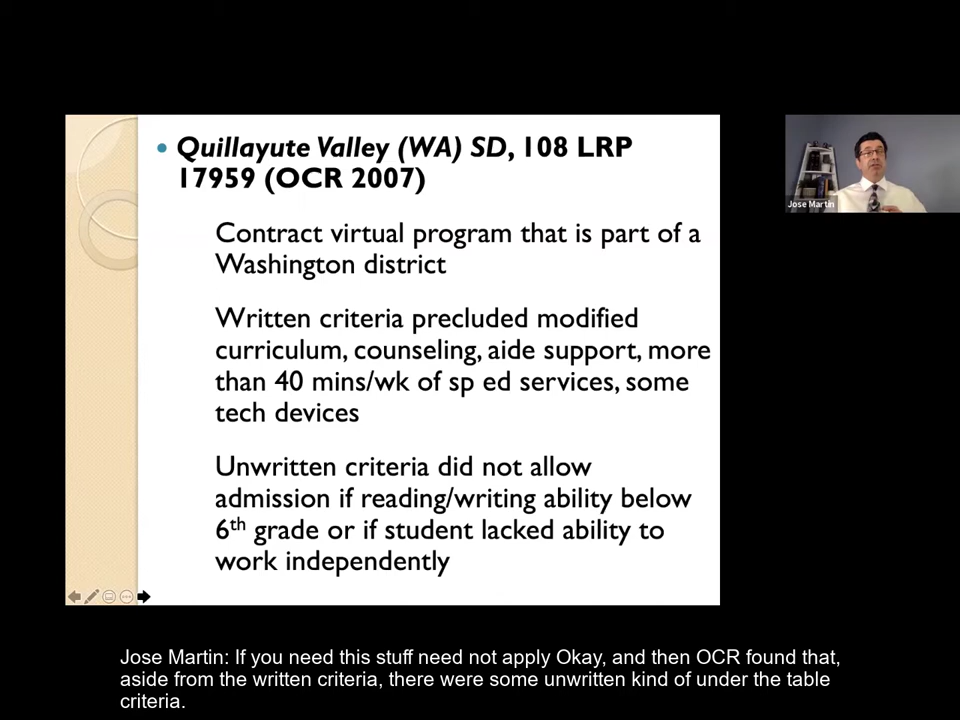 Quillayute Valley (WA) SD, 108 LRP
17959 (OCR 2007)
Contract virtual program that is part of a
Washington district
Written criteria precluded modified
curriculum, counseling, aide support, more
than 40 mins/wk of sp ed services, some
tech devices
Unwritten criteria did not allow
admission if reading/writing ability below
6th grade or if student lacked ability to
work independently
Jose Martin
Jose Martin: If you need this stuff need not apply Okay, and then OCR found that,
aside from the written criteria, there were some unwritten kind of under the table
criteria.